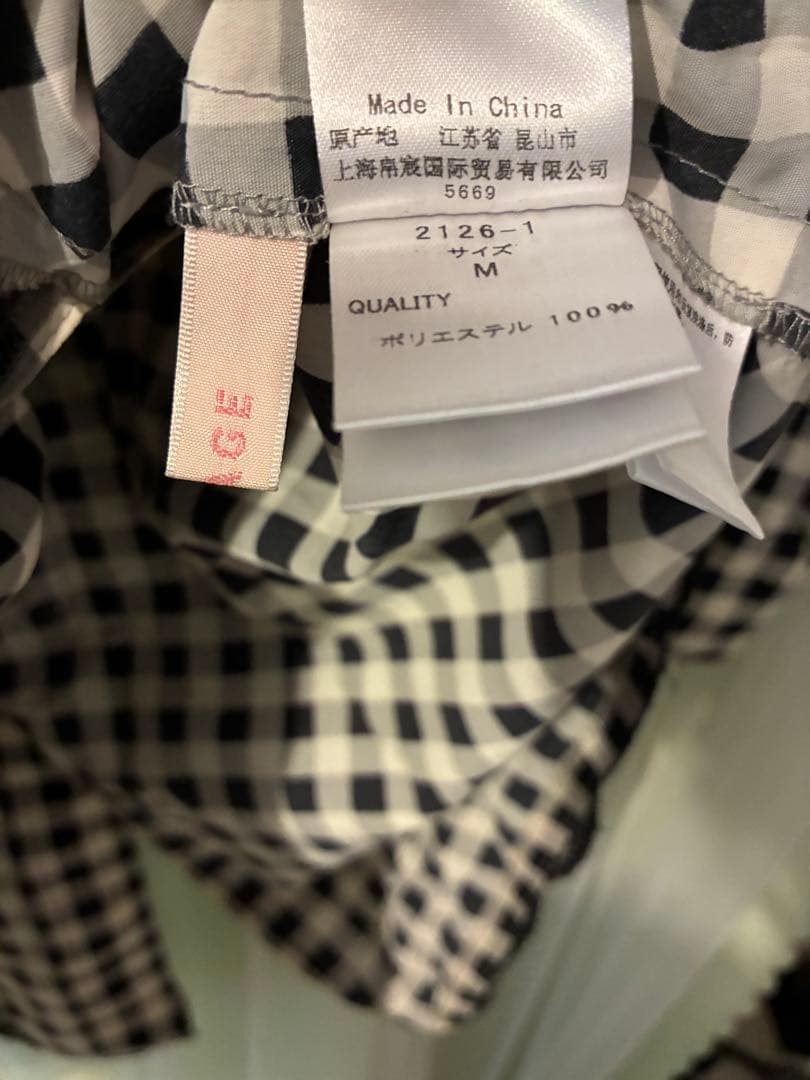 Made In China
原产地 江苏省 昆山市
上海帛宸国际贸易有限公司
5669
2126-1
サイズ
M
QUALITY
ポリエステル 100%
AGE